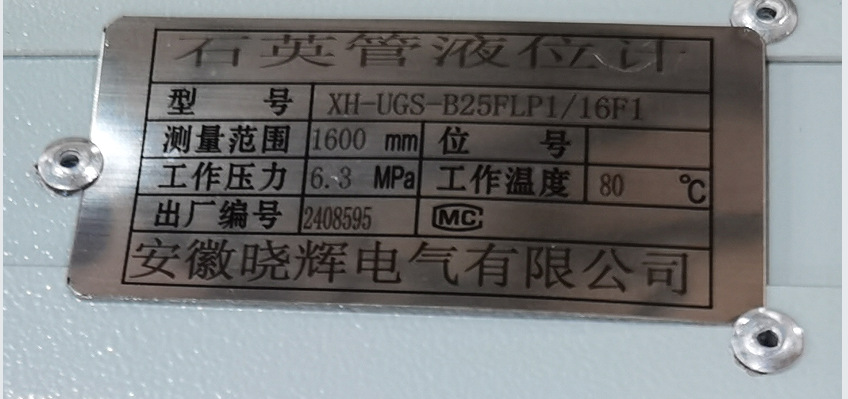 石英管液位计
型 号 XH-UGS-B25FLP1/16F1
测量范围 1600 mm 位 号
工作压力 6.3 MPa 工作温度 80 ℃
出厂编号 2408595 MC
安徽晓辉电气有限公司